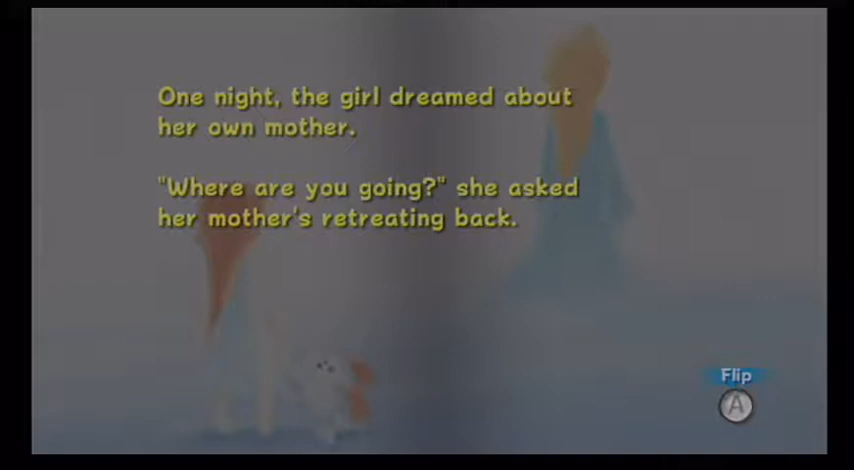 One night, the girl dreamed about
her own mother.
"Where are you going?" she asked
her mother's retreating back.
Flip
A